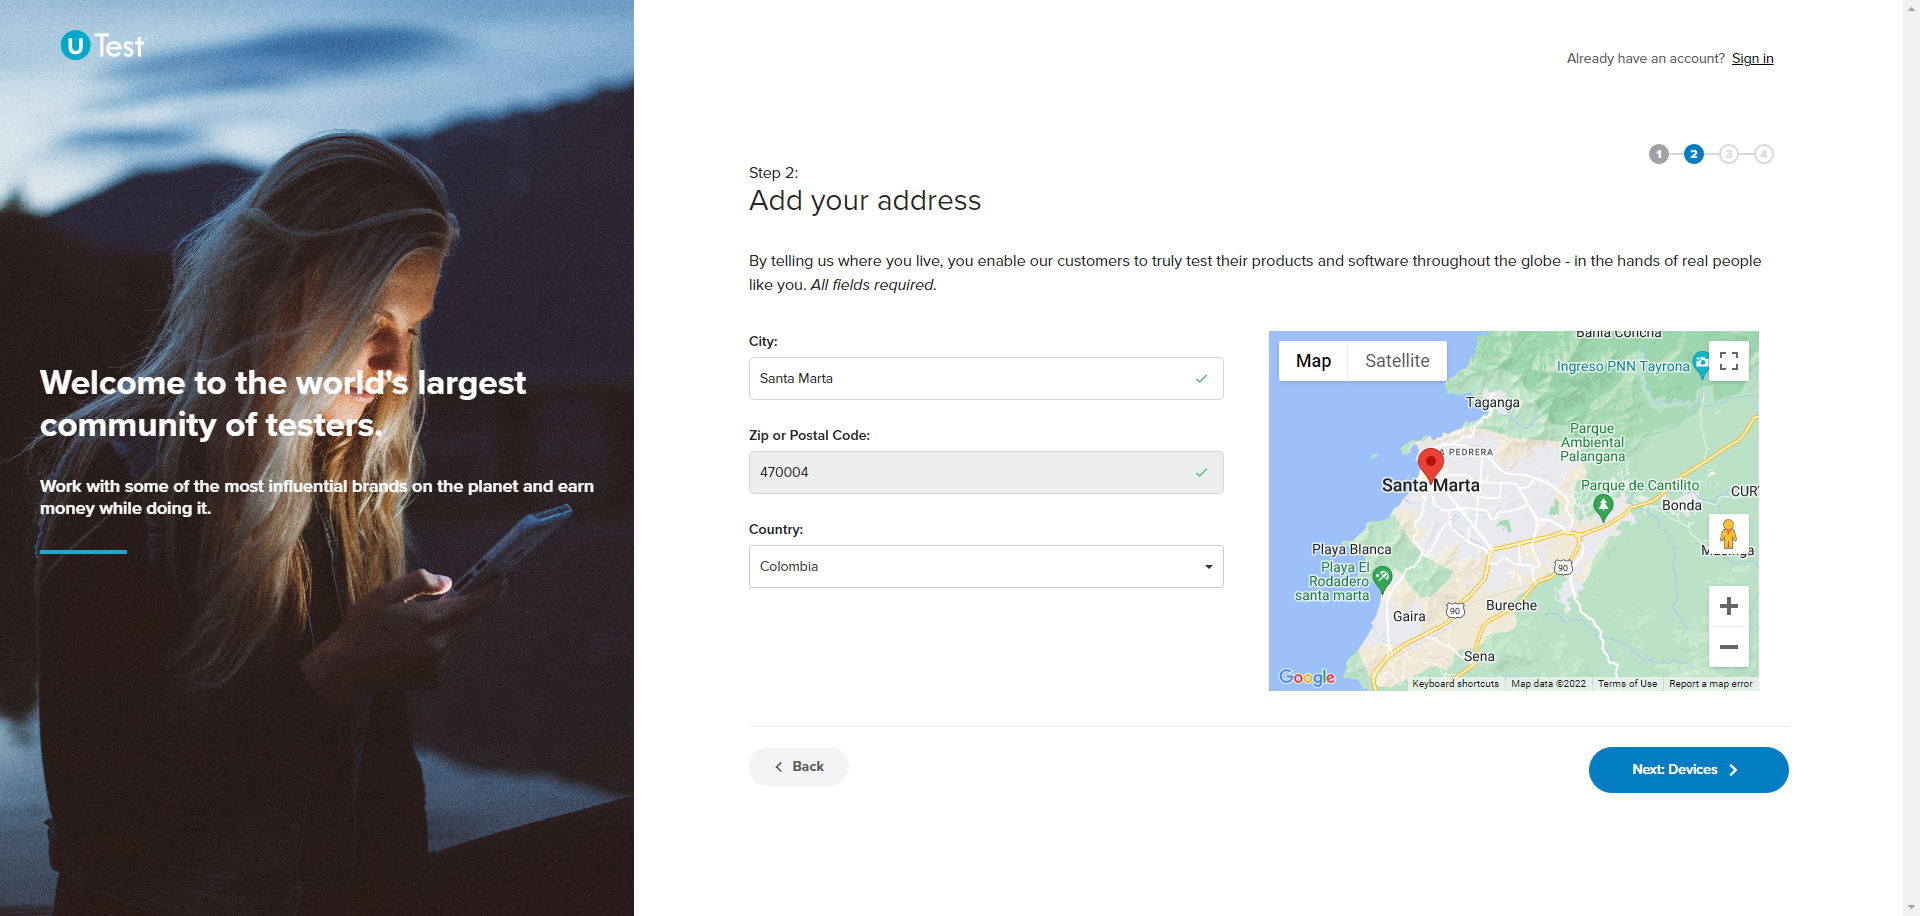 U Test
Already have an account? Sign in
1 2 3 4
Step 2:
Add your address
By telling us where you live, you enable our customers to truly test their products and software throughout the globe - in the hands of real people
like you. All fields required.
Welcome to the world's largest
community of testers.
Work with some of the most influential brands on the planet and earn
money while doing it.
City:
Santa Marta
Zip or Postal Code:
470004
Country:
Colombia
Map Satellite
Bahia Concha
Ingreso PNN Tayrona
Taganga
Parque
Ambiental
Palangana
PEDRERA
Santa Marta
Parque de Cantilito
CUR
Bonda
Playa Blanca
Playa El
Rodadero
santa marta
90
Bureche
90
Gaira
Sena
Google
Keyboard shortcuts Map data ©2022 Terms of Use Report a map error
Back
Next: Devices